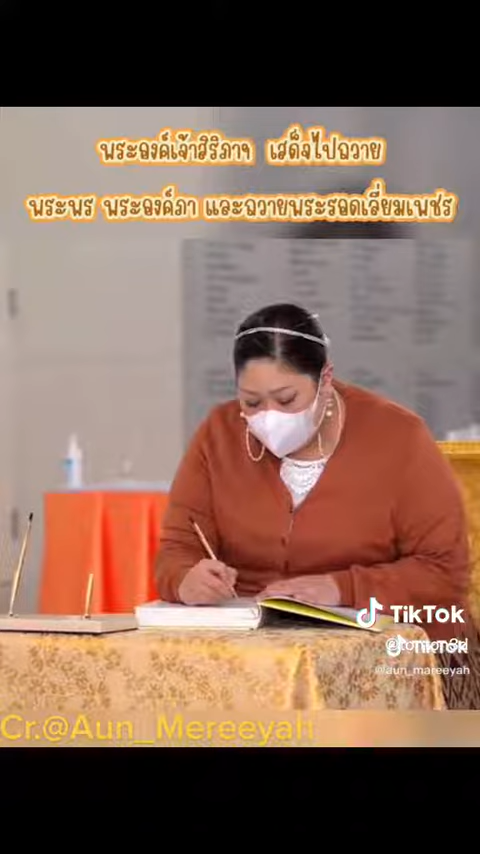 พระองค์เจ้าสิริภาฯ เสด็จไปถวาย
พระพร พระองค์ภา และถวายพระรอดเลี่ยมเพชร
TikTok
TikTok
@aun_mareeyah
Cr.@Aun_Mereeyah